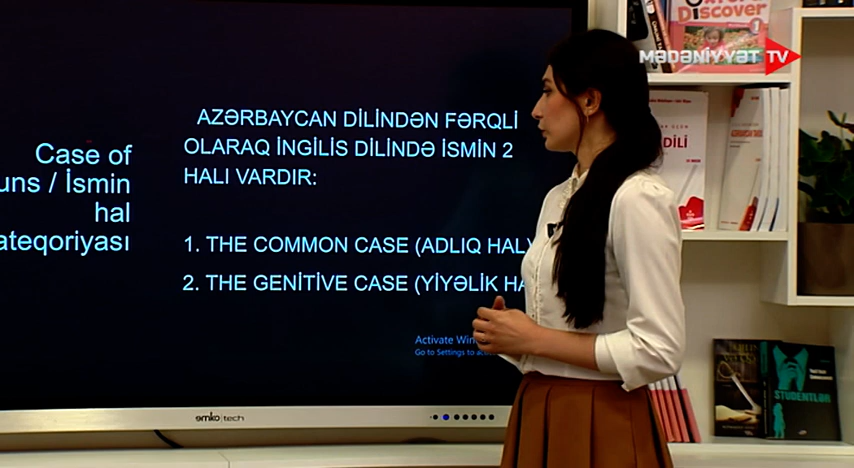 Case of
uns / İsmin
hal
ateqoriyası
AZƏRBAYCAN DİLİNDƏN FƏRQLİ
OLARAQ İNGİLİS DİLİNDƏ İSMİN 2
HALI VARDIR:
1. THE COMMON CASE (ADLIQ HAL)
2. THE GENİTİVE CASE (YİYƏLİK HA
Activate Win
Go to Settings to
emko | tech
MƏDƏNİYYƏT TV
Discover
1
DİLİ
STUDENTLƏR